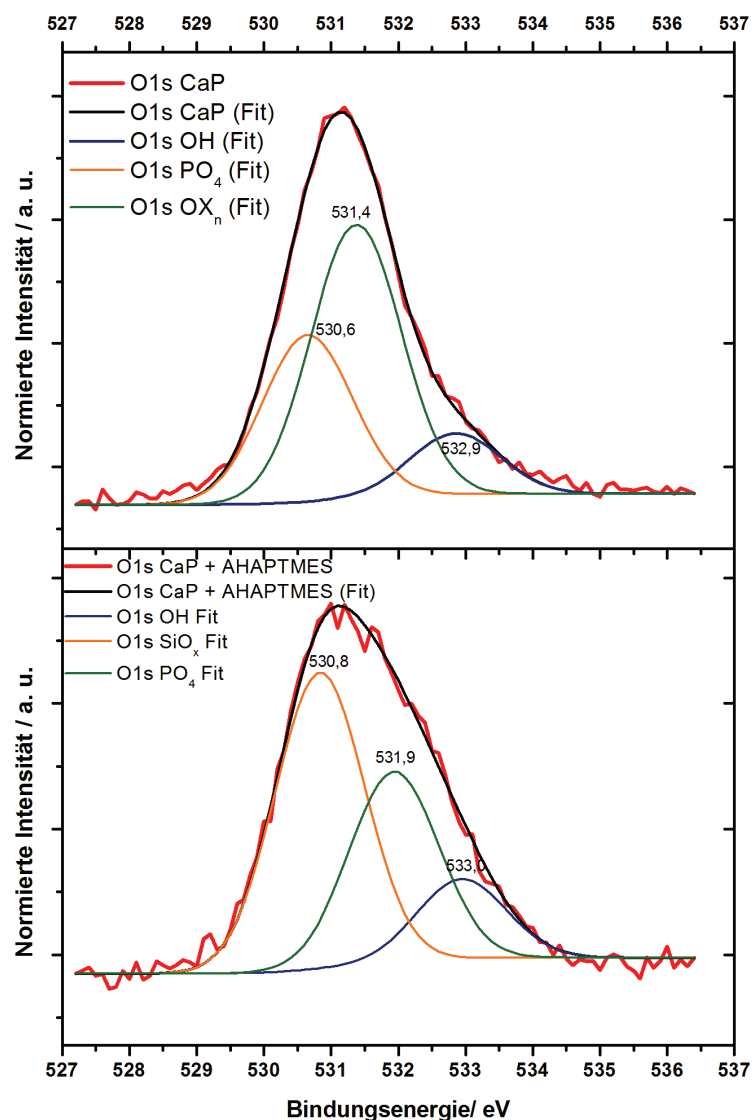 527 528 529 530 531 532 533 534 535 536 537
O1s CaP
O1s CaP (Fit)
O1s OH (Fit)
O1s PO4 (Fit)
O1s OXn (Fit)
531,4
530,6
532,9
Normierte Intensität / a. u.
O1s CaP + AHAPTMES
O1s CaP + AHAPTMES (Fit)
O1s OH Fit
O1s SiOx Fit
O1s PO4 Fit
530,8
531,9
533,0
Normierte Intensität / a. u.
527 528 529 530 531 532 533 534 535 536 537
Bindungsenergie/ eV